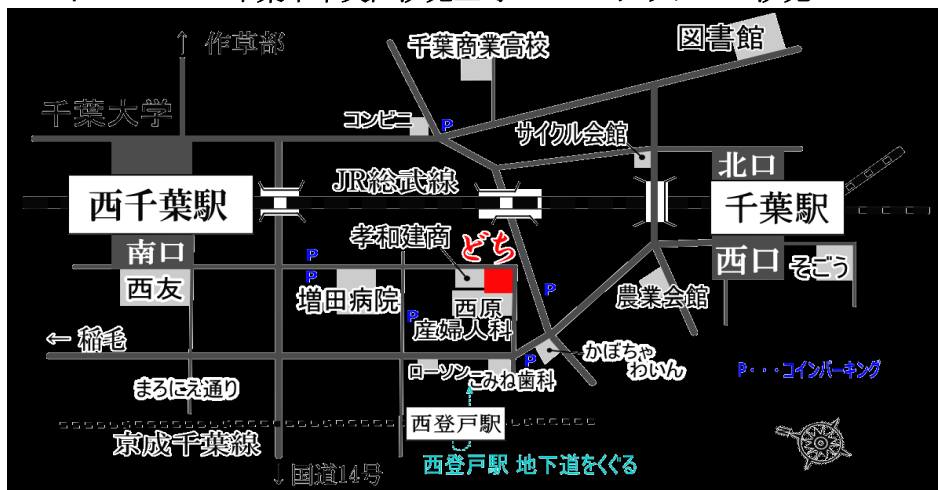 ↑ 作草部
千葉商業高校
図書館
千葉大学
コンビニ
P
サイクル会館
北口
JR総武線
西千葉駅
千葉駅
南口
孝和建商
どち
西口
そごう
P
P
西友
増田病院
P
西原
産婦人科
P
農業会館
← 稲毛
P
かぼちゃ
わいん
ローソン
こみね歯科
P・・・コインパーキング
まろにえ通り
西登戸駅
京成千葉線
西登戸駅 地下道をくぐる
↓国道14号